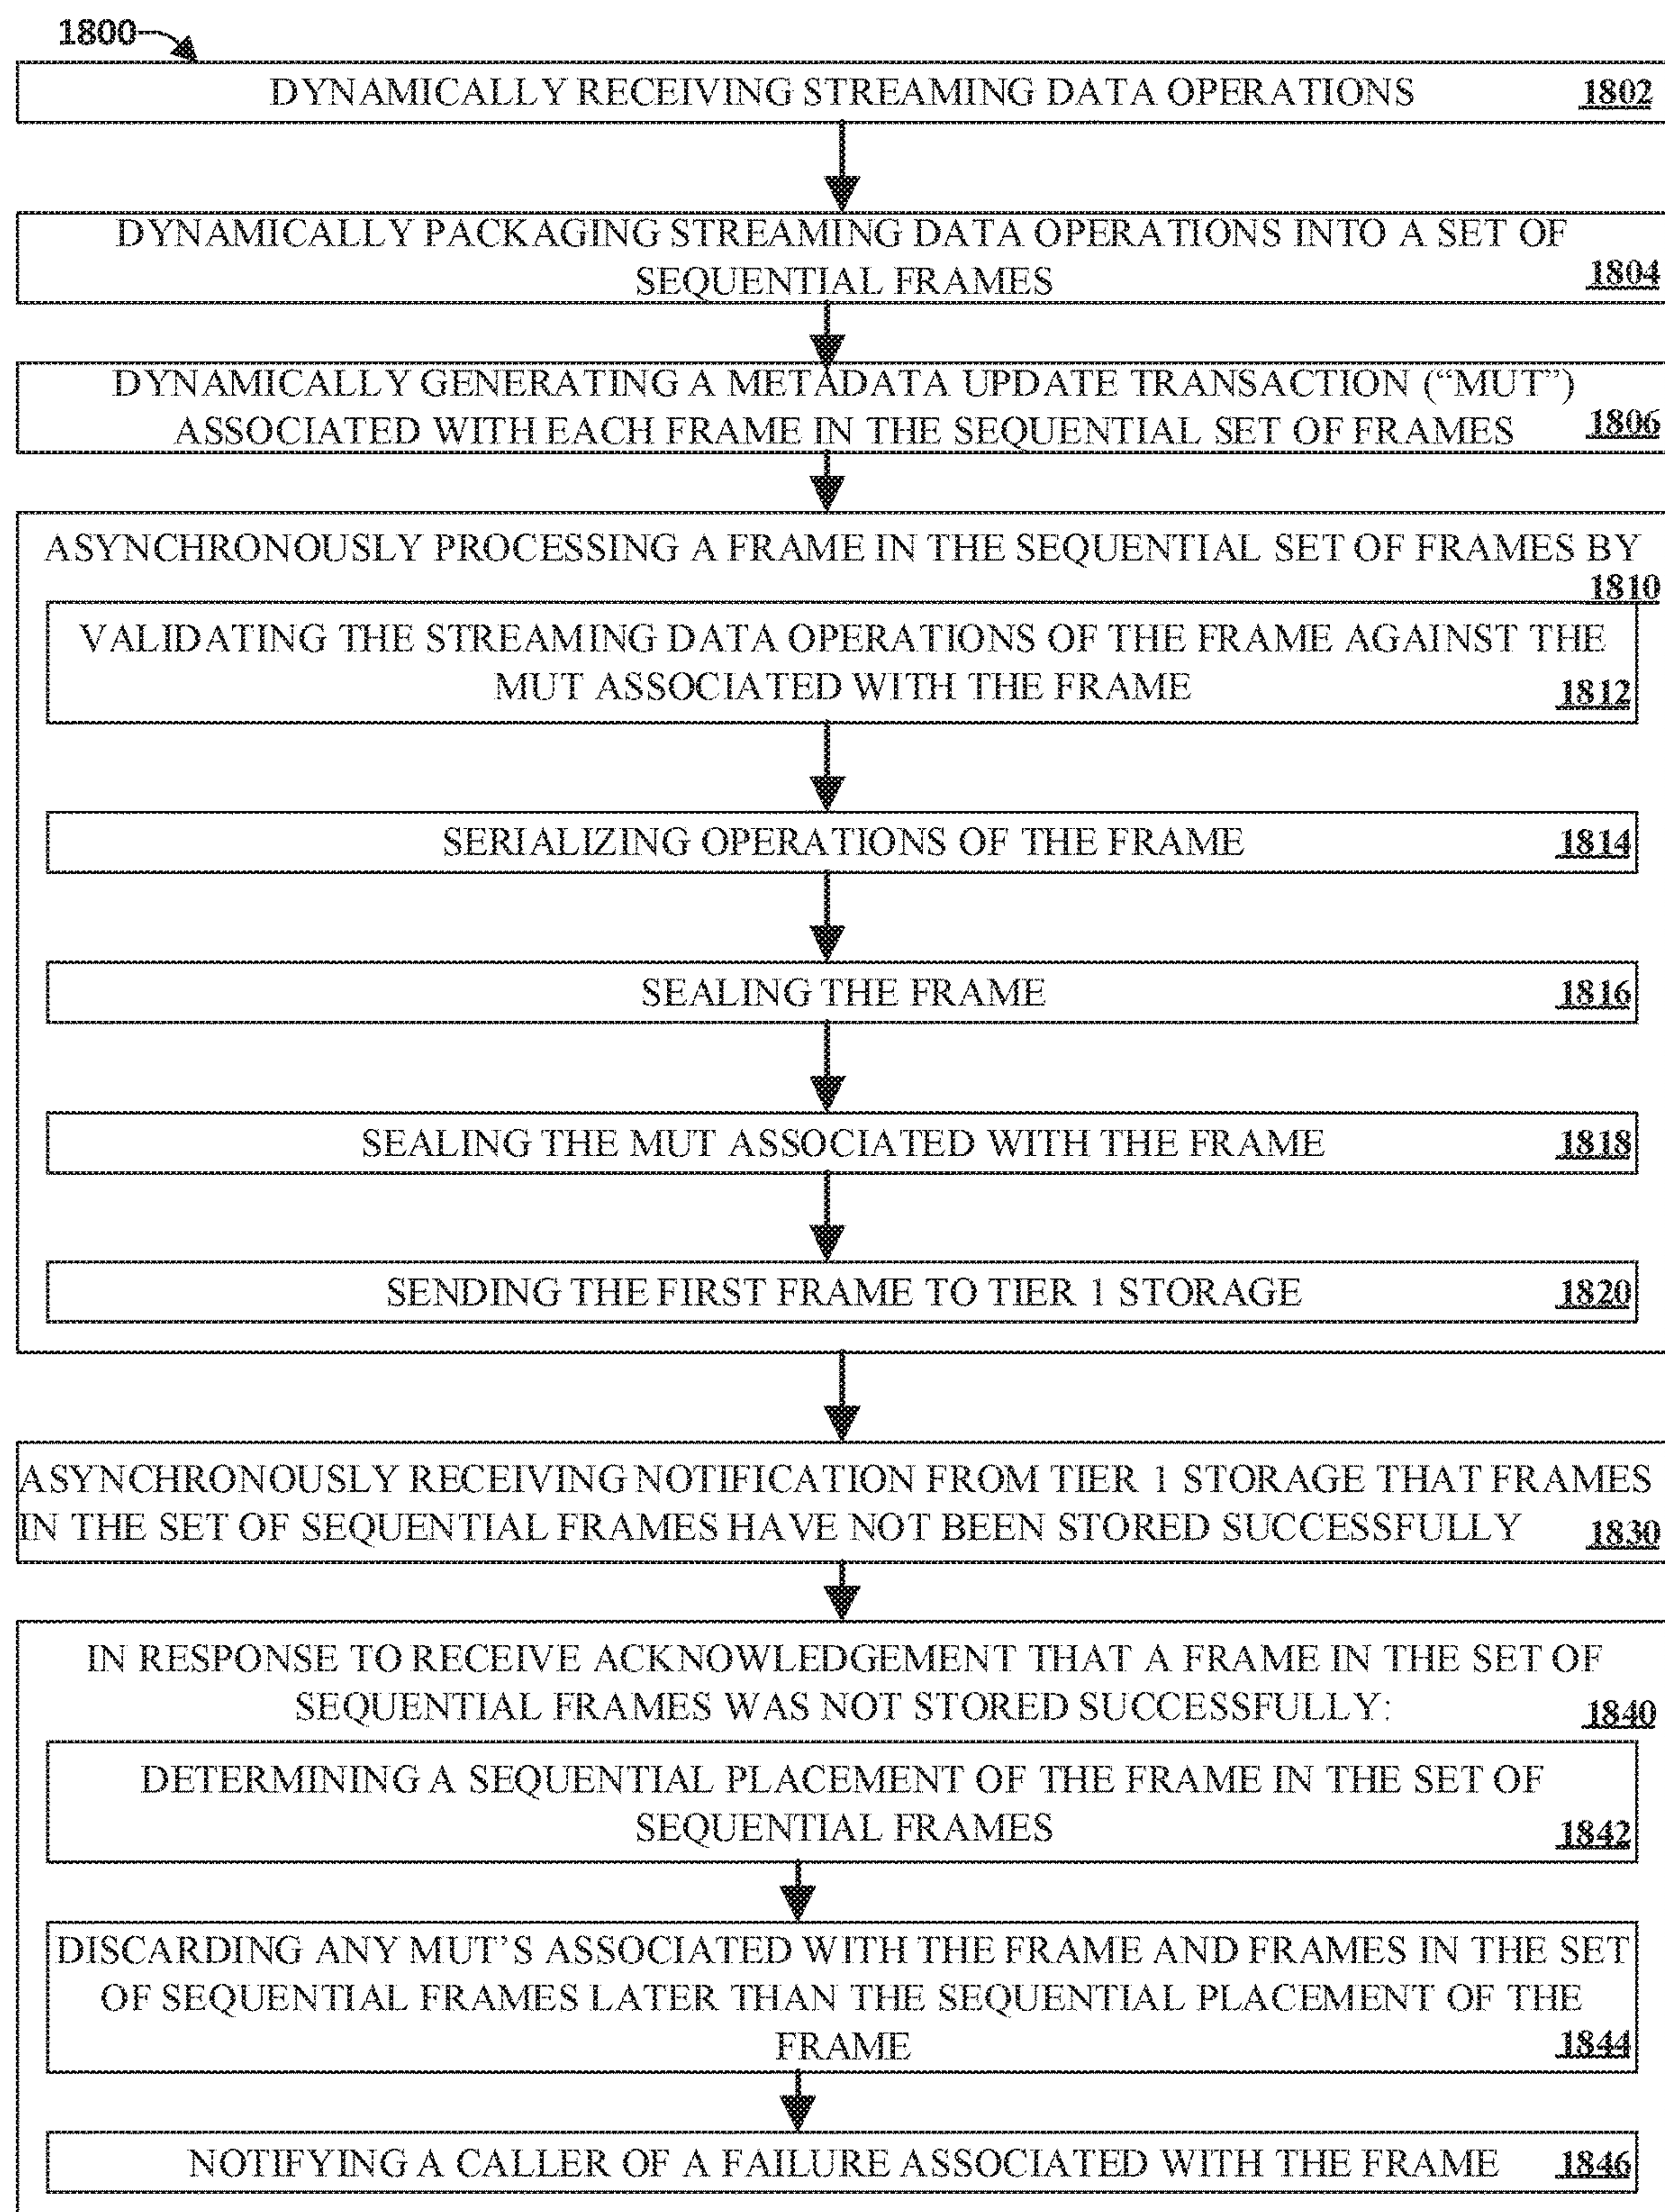 1800
DYNAMICALLY RECEIVING STREAMING DATA OPERATIONS 1802
DYNAMICALLY PACKAGING STREAMING DATA OPERATIONS INTO A SET OF
SEQUENTIAL FRAMES 1804
DYNAMICALLY GENERATING A METADATA UPDATE TRANSACTION (“MUT”)
ASSOCIATED WITH EACH FRAME IN THE SEQUENTIAL SET OF FRAMES 1806
ASYNCHRONOUSLY PROCESSING A FRAME IN THE SEQUENTIAL SET OF FRAMES BY
1810
VALIDATING THE STREAMING DATA OPERATIONS OF THE FRAME AGAINST THE
MUT ASSOCIATED WITH THE FRAME 1812
SERIALIZING OPERATIONS OF THE FRAME 1814
SEALING THE FRAME 1816
SEALING THE MUT ASSOCIATED WITH THE FRAME 1818
SENDING THE FIRST FRAME TO TIER 1 STORAGE 1820
ASYNCHRONOUSLY RECEIVING NOTIFICATION FROM TIER 1 STORAGE THAT FRAMES
IN THE SET OF SEQUENTIAL FRAMES HAVE NOT BEEN STORED SUCCESSFULLY 1830
IN RESPONSE TO RECEIVE ACKNOWLEDGEMENT THAT A FRAME IN THE SET OF
SEQUENTIAL FRAMES WAS NOT STORED SUCCESSFULLY: 1840
DETERMINING A SEQUENTIAL PLACEMENT OF THE FRAME IN THE SET OF
SEQUENTIAL FRAMES 1842
DISCARDING ANY MUT’S ASSOCIATED WITH THE FRAME AND FRAMES IN THE SET
OF SEQUENTIAL FRAMES LATER THAN THE SEQUENTIAL PLACEMENT OF THE
FRAME 1844
NOTIFYING A CALLER OF A FAILURE ASSOCIATED WITH THE FRAME 1846